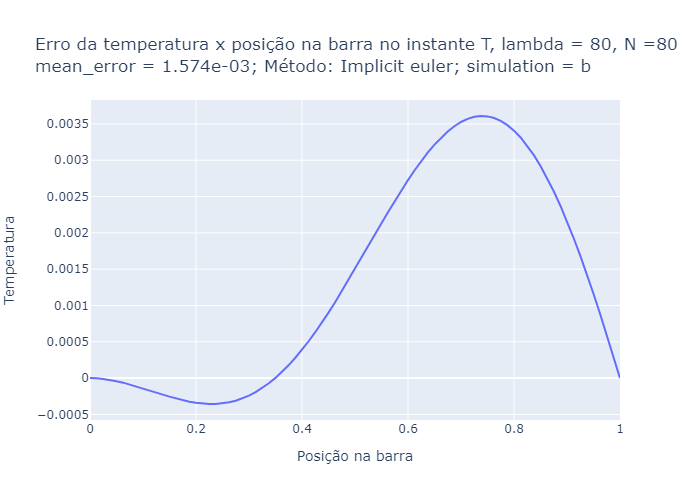 Erro da temperatura x posição na barra no instante T, lambda = 80, N =80
mean_error = 1.574e-03; Método: Implicit euler; simulation = b
Temperatura
0.0035
0.003
0.0025
0.002
0.0015
0.001
0.0005
0
−0.0005
0 0.2 0.4 0.6 0.8 1
Posição na barra